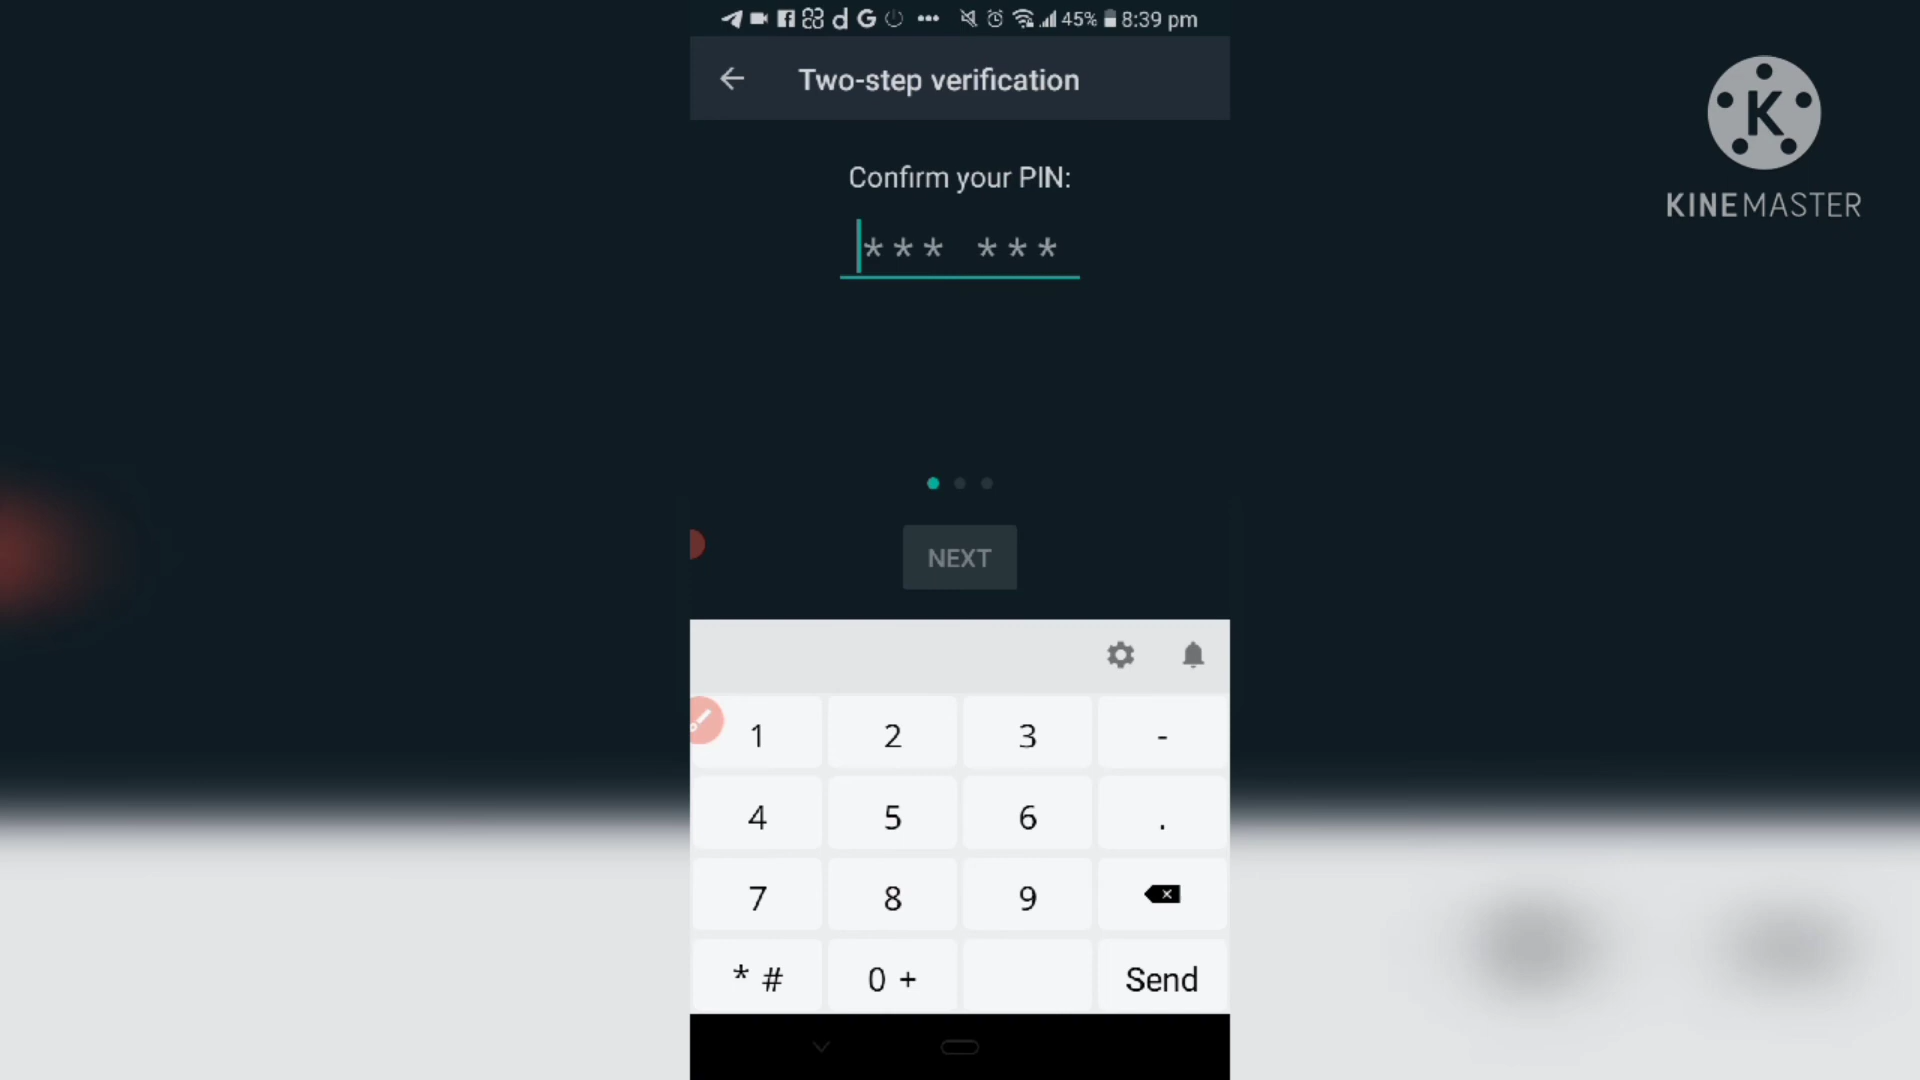 d G ••• 45% 8:39 pm
Two-step verification
K
KINEMASTER
Confirm your PIN:
*** ***
NEXT
1 2 3 -
4 5 6 .
7 8 9
* # 0 + Send